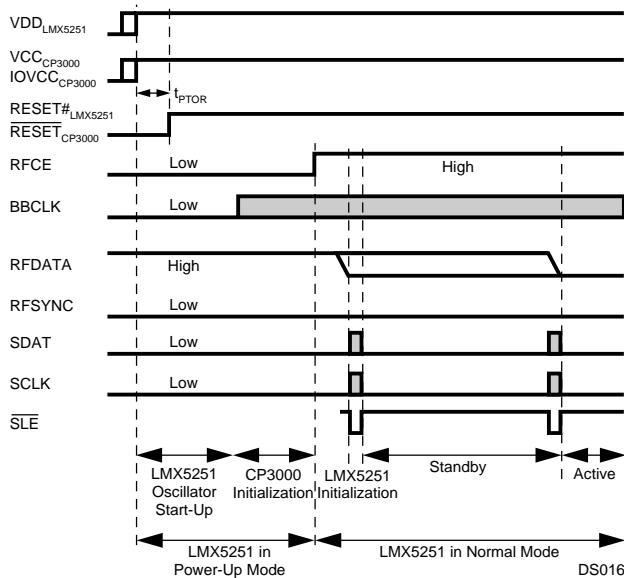 VDD LMX5251
VCC CP3000
IOVCC CP3000
tPTOR
RESET# LMX5251
RESET CP3000
RFCE Low High
BBCLK Low
RFDATA High
RFSYNC Low
SDAT Low
SCLK Low
SLE
LMX5251 Oscillator Start-Up
CP3000 Initialization
LMX5251 Initialization
Standby
Active
LMX5251 in Power-Up Mode
LMX5251 in Normal Mode
DS016